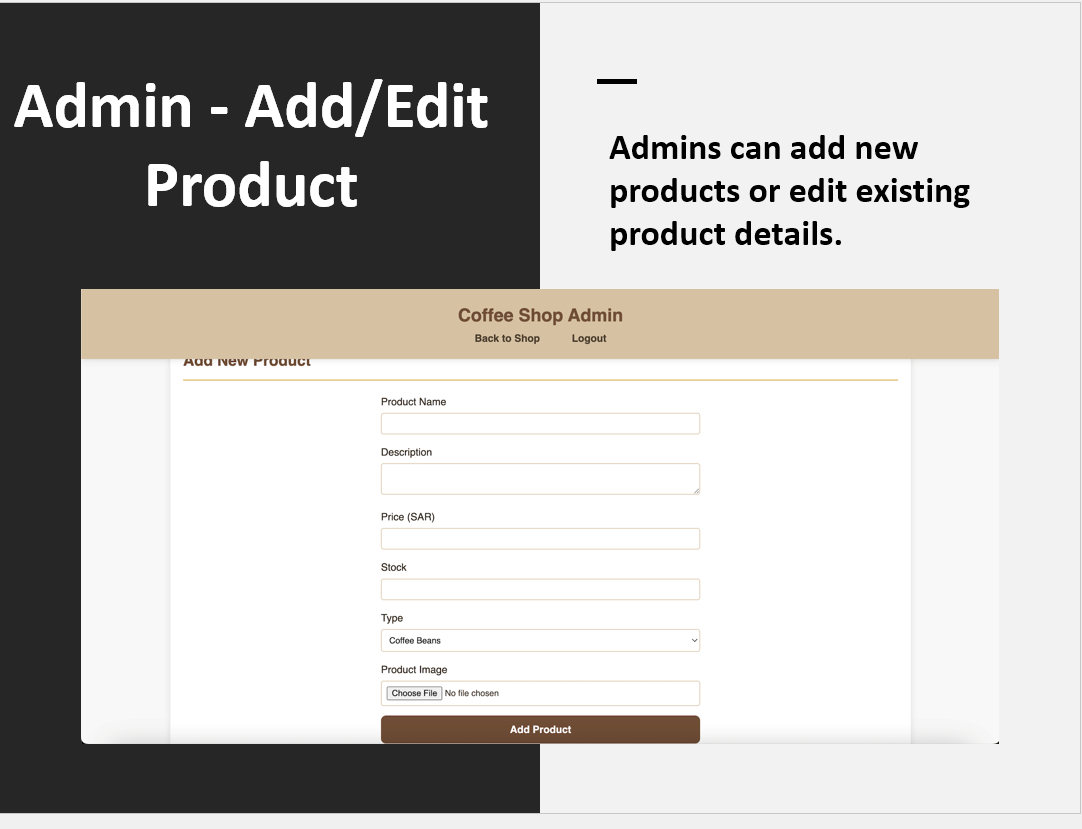 Admin - Add/Edit
Product
Admins can add new
products or edit existing
product details.
Coffee Shop Admin
Back to Shop Logout
Add New Product
Product Name
Description
Price (SAR)
Stock
Type
Coffee Beans
Product Image
Choose File No file chosen
Add Product